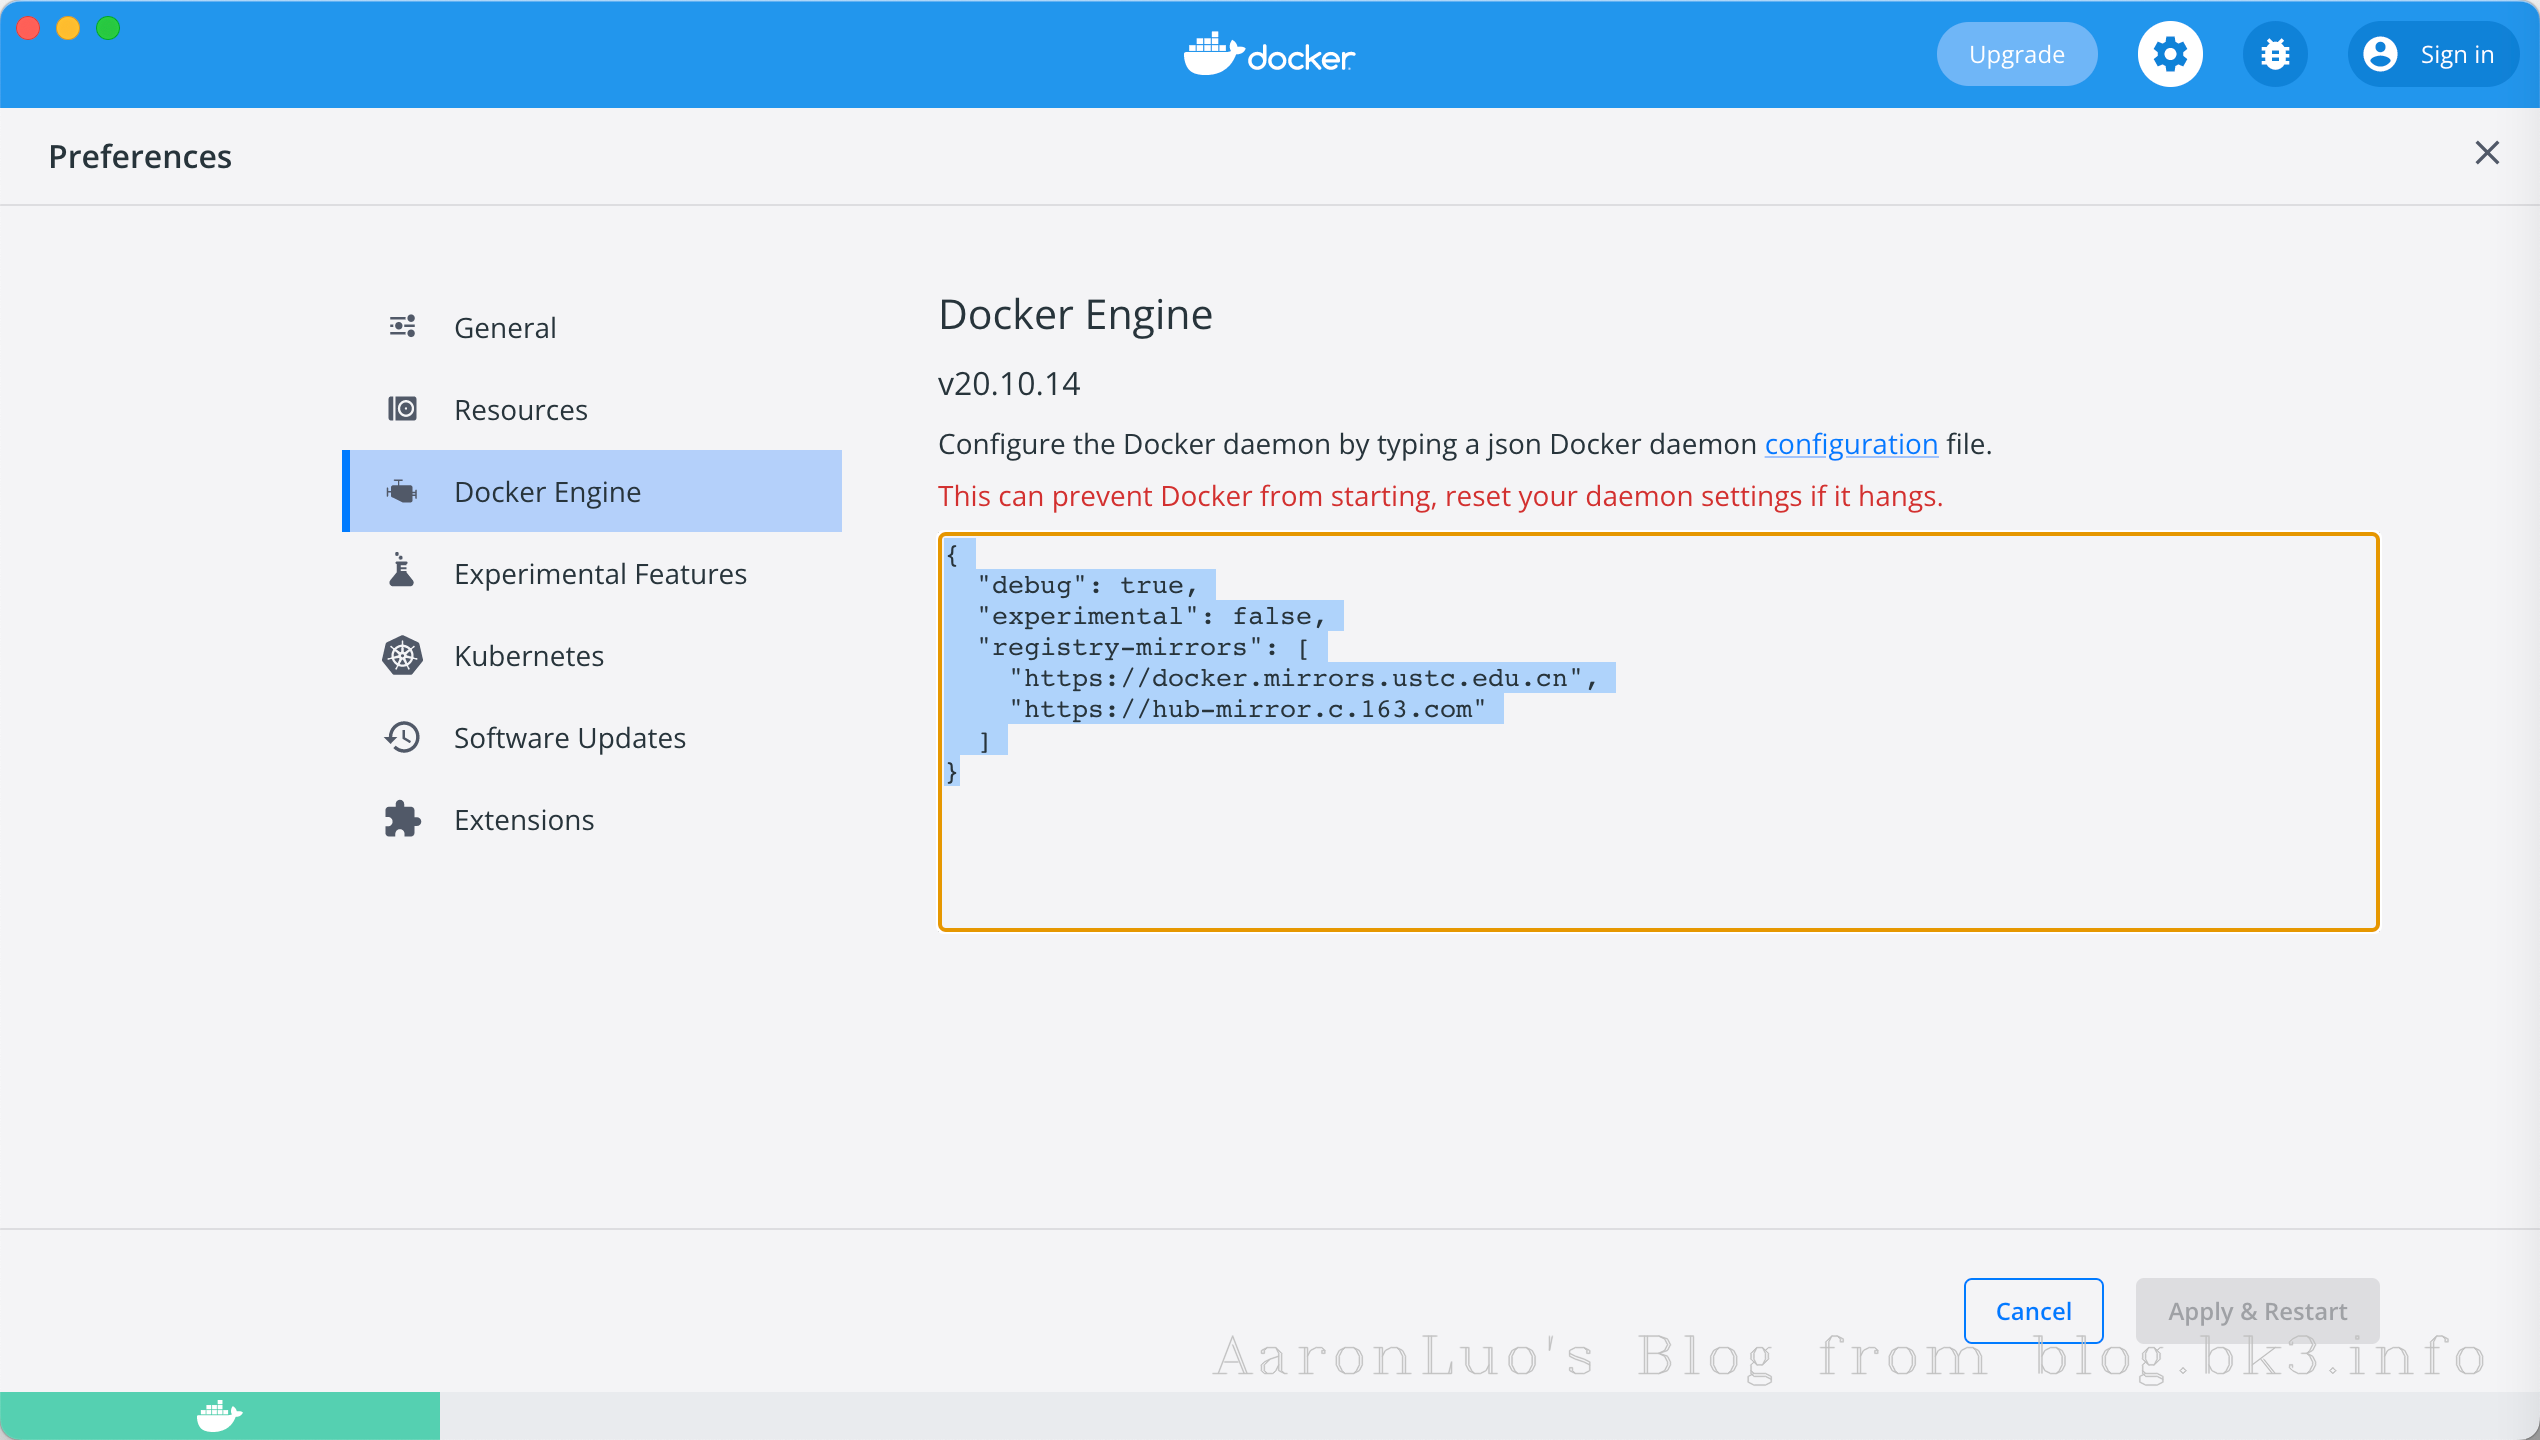 docker
Upgrade
Sign in
Preferences
General
Resources
Docker Engine
Experimental Features
Kubernetes
Software Updates
Extensions
Docker Engine
v20.10.14
Configure the Docker daemon by typing a json Docker daemon configuration file.
This can prevent Docker from starting, reset your daemon settings if it hangs.
{
  "debug": true,
  "experimental": false,
  "registry-mirrors": [
    "https://docker.mirrors.ustc.edu.cn",
    "https://hub-mirror.c.163.com"
  ]
}
Cancel
Apply & Restart
AaronLuo's Blog from blog.bk3.info